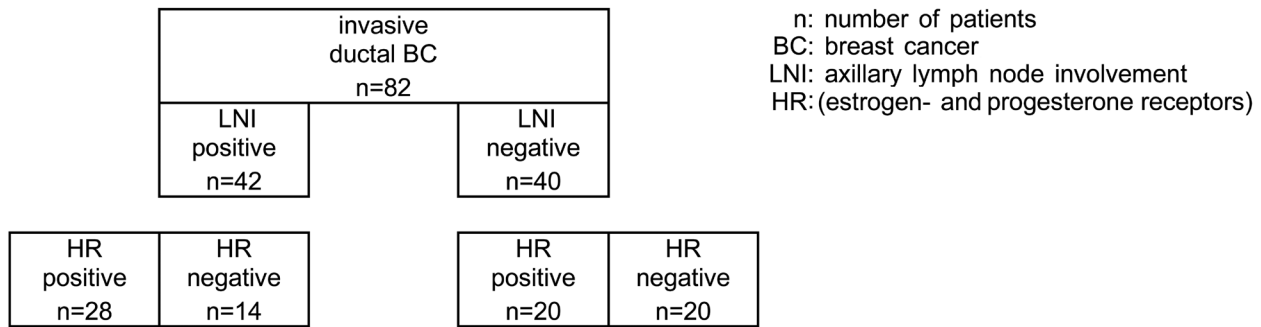 invasive
ductal BC
n=82
LNI
positive
n=42
LNI
negative
n=40
HR
positive
n=28
HR
negative
n=14
HR
positive
n=20
HR
negative
n=20
n: number of patients
BC: breast cancer
LNI: axillary lymph node involvement
HR: (estrogen- and progesterone receptors)